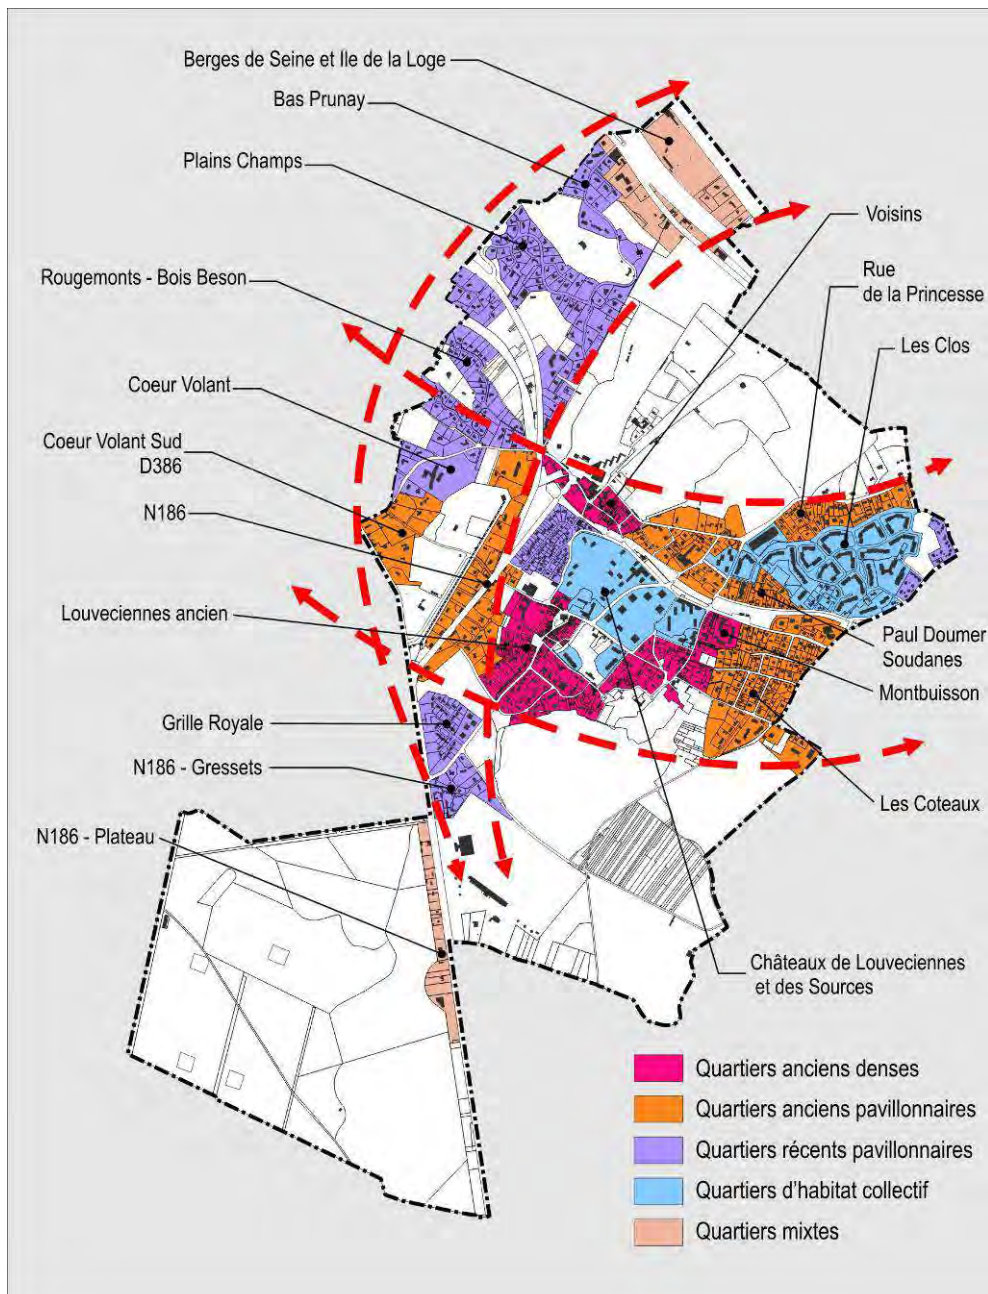 Berges de Seine et Ile de la Loge
Bas Prunay
Plains Champs
Rougemonts - Bois Beson
Coeur Volant
Coeur Volant Sud
D386
N186
Louveciennes ancien
Grille Royale
N186 - Gressets
N186 - Plateau
Voisins
Rue
de la Princesse
Les Clos
Paul Doumer
Soudanes
Montbuisson
Les Coteaux
Châteaux de Louveciennes
et des Sources
Quartiers anciens denses
Quartiers anciens pavillonnaires
Quartiers récents pavillonnaires
Quartiers d'habitat collectif
Quartiers mixtes